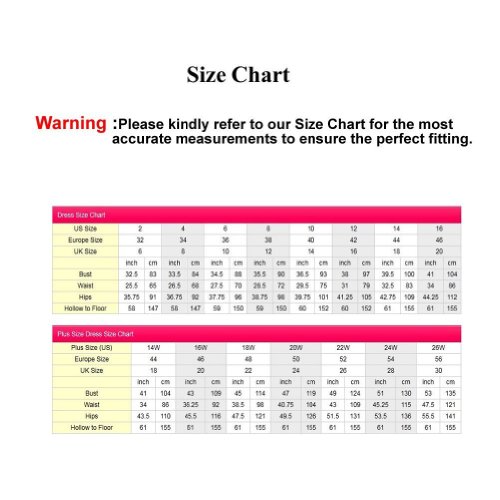 Size Chart
Warning :Please kindly refer to our Size Chart for the most
accurate measurements to ensure the perfect fitting.
Dress Size Chart
US Size 2 4 6 8 10 12 14 16
Europe Size 32 34 36 38 40 42 44 46
UK Size 6 8 10 12 14 16 18 20
inch cm inch cm inch cm inch cm inch cm inch cm inch cm inch cm
Bust 32.5 83 33.5 84 34.5 88 35.5 90 36.5 93 38 97 39.5 100 41 104
Waist 25.5 65 26.5 68 27.5 70 28.5 72 29.5 75 31 79 32.5 83 34 86
Hips 35.75 91 36.75 92 37.75 96 38.75 98 39.75 101 41.25 105 42.75 109 44.25 112
Hollow to Floor 58 147 58 147 59 150 59 150 60 152 60 152 61 155 61 155
Plus Size Dress Size Chart
Plus Size (US) 14W 16W 18W 20W 22W 24W 26W
Europe Size 44 46 48 50 52 54 56
UK Size 18 20 22 24 26 28 30
inch cm inch cm inch cm inch cm inch cm inch cm inch cm
Bust 41 104 43 109 45 114 47 119 49 124 51 130 53 135
Waist 34 86 36.25 92 38.5 98 40.75 104 43 109 45.25 115 47.5 121
Hips 43.5 110 45.5 116 47.5 121 49.5 126 51.5 131 53.5 136 55.5 141
Hollow to Floor 61 155 61 155 61 155 61 155 61 155 61 155 61 155